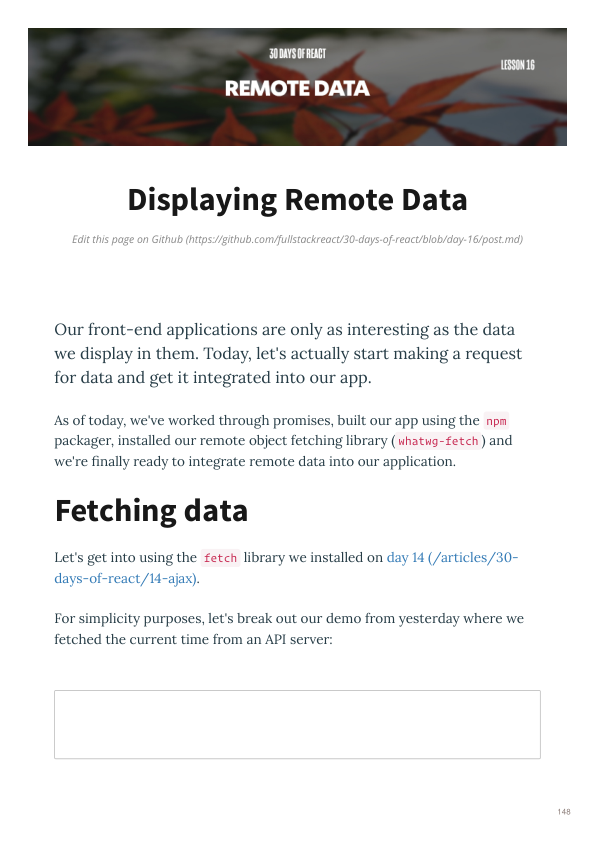 30 DAYS OF REACT
LESSON 16
REMOTE DATA
Displaying Remote Data
Edit this page on Github (https://github.com/fullstackreact/30-days-of-react/blob/day-16/post.md)
Our front-end applications are only as interesting as the data
we display in them. Today, let's actually start making a request
for data and get it integrated into our app.
As of today, we've worked through promises, built our app using the npm
packager, installed our remote object fetching library ( whatwg-fetch ) and
we're finally ready to integrate remote data into our application.
Fetching data
Let's get into using the fetch library we installed on day 14 (/articles/30-
days-of-react/14-ajax).
For simplicity purposes, let's break out our demo from yesterday where we
fetched the current time from an API server:
148